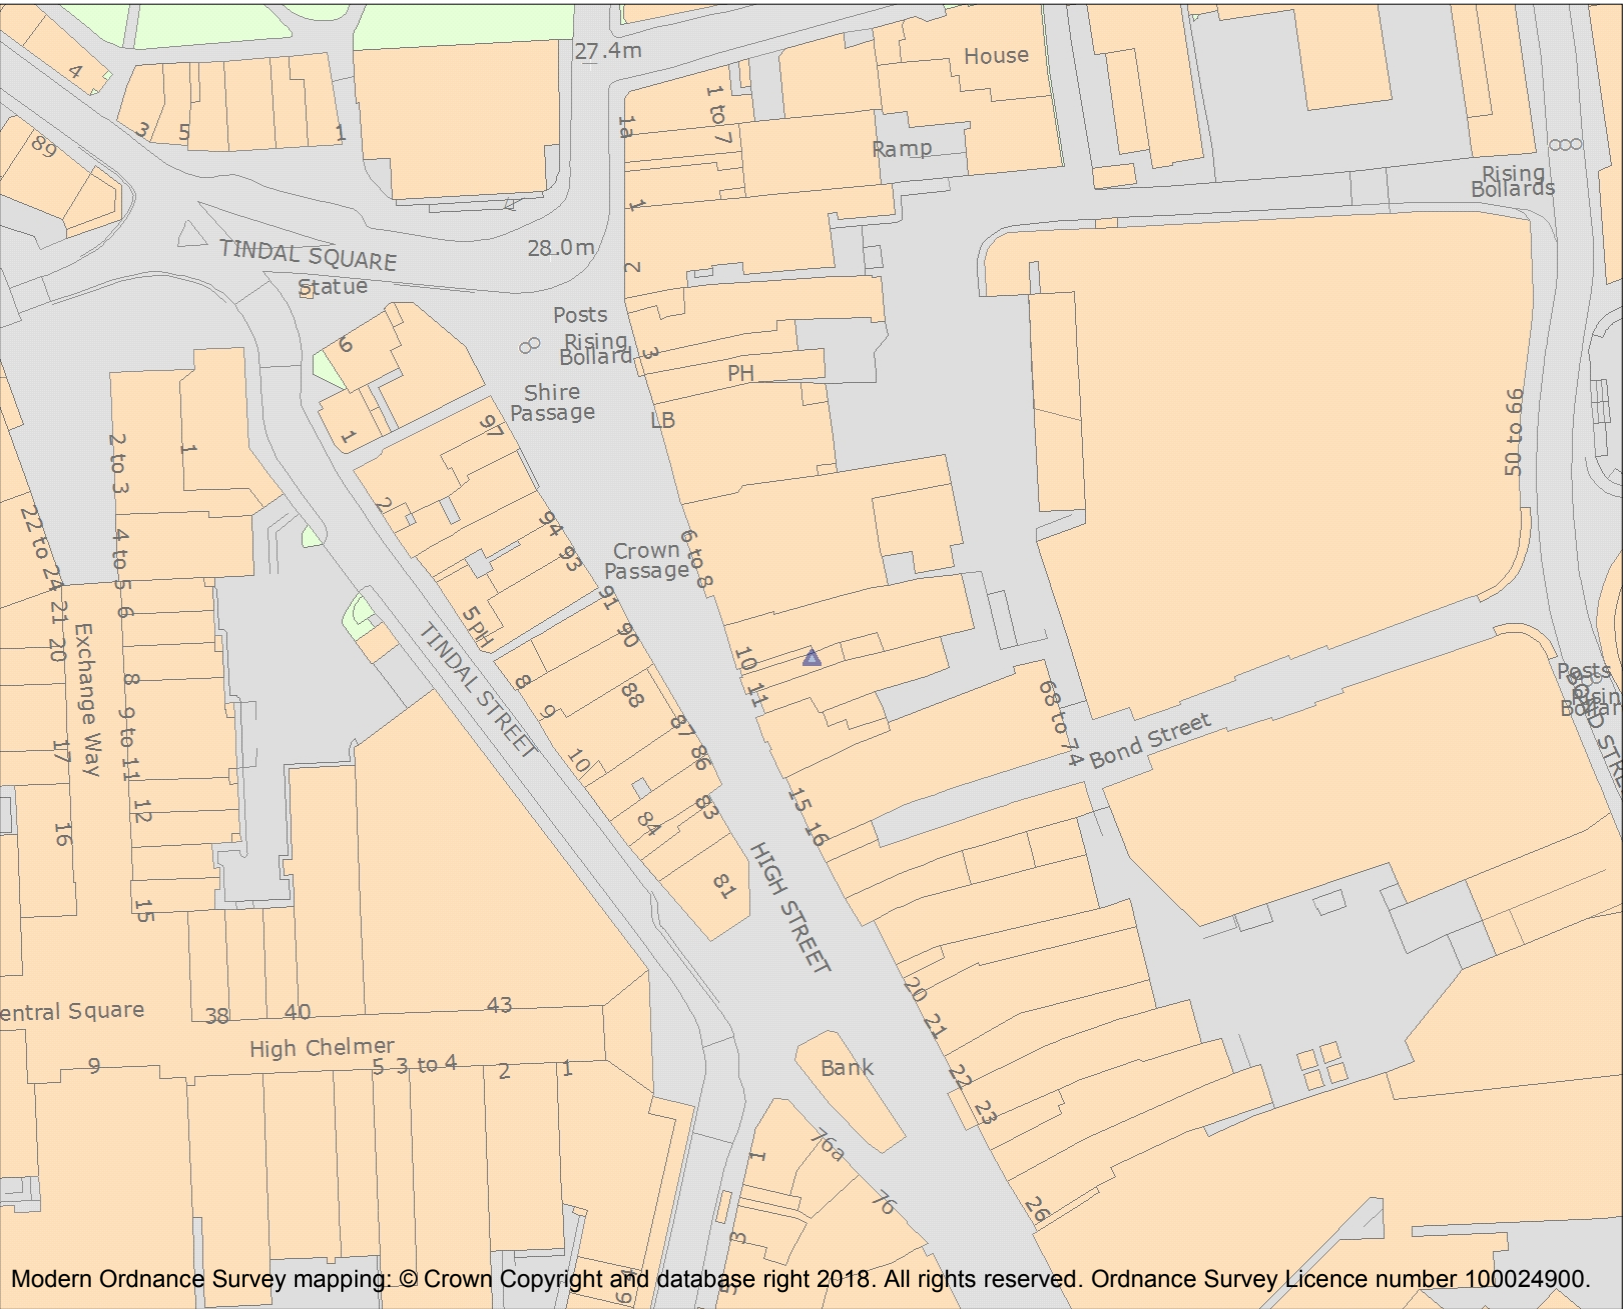 27.4m
House
4
1 to 7
3
5
1
1a
89
Ramp
Rising
Bollards
1
TINDAL SQUARE
28.0m
2
Statue
Posts
Rising
Bollard
6
3
PH
Shire
Passage
LB
97
1
50 to 66
2 to 3
1
2
22 to 24
4 to 5
94
93
Crown
Passage
6 to 8
91
21
6
5
PH
90
20
Exchange Way
TINDAL STREET
10
11
8
8
9
88
87
86
68 to 74
Bond Street
Posts
9 to 11
17
10
12
16
84
83
15
16
81
HIGH STREET
15
20
21
entral Square
38
40
43
High Chelmer
9
5
3 to 4
2
1
Bank
22
23
76a
1
76
26
3
Modern Ordnance Survey mapping: © Crown Copyright and database right 2018. All rights reserved. Ordnance Survey Licence number 100024900.